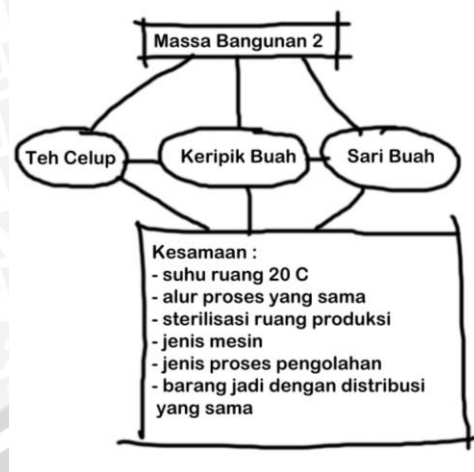 Massa Bangunan 2
Teh Celup
Keripik Buah
Sari Buah
Kesamaan :
- suhu ruang 20 C
- alur proses yang sama
- sterilisasi ruang produksi
- jenis mesin
- jenis proses pengolahan
- barang jadi dengan distribusi
yang sama